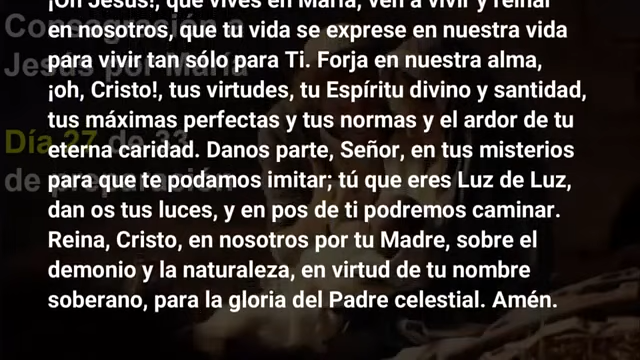 ¡Oh Jesús!, que vives en María, ven a vivir y reinar
en nosotros, que tu vida se exprese en nuestra vida
para vivir tan sólo para Ti. Forja en nuestra alma,
¡oh, Cristo!, tus virtudes, tu Espíritu divino y santidad,
tus máximas perfectas y tus normas y el ardor de tu
eterna caridad. Danos parte, Señor, en tus misterios
para que te podamos imitar; tú que eres Luz de Luz,
dan os tus luces, y en pos de ti podremos caminar.
Reina, Cristo, en nosotros por tu Madre, sobre el
demonio y la naturaleza, en virtud de tu nombre
soberano, para la gloria del Padre celestial. Amén.
Consagración a
Jesús por María
Día 27 de 33
de preparación